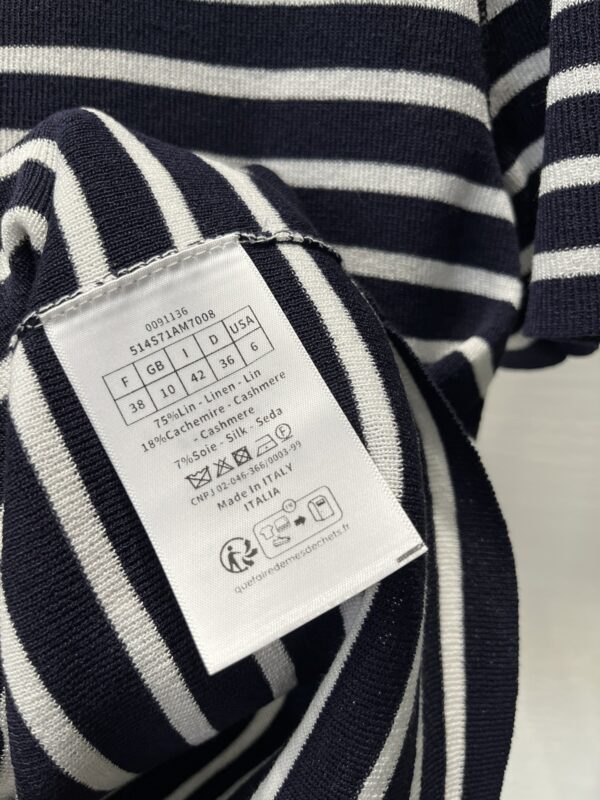 0091136
514S71AM7008
F GB I D USA
38 10 42 36 6
75%Lin - Linen - Lin
18%Cachemire - Cashmere
- Cashmere
7%Soie - Silk - Seda
CNPJ 02-046-366/0003-99
Made In ITALY
ITALIA
quefairedemesdechets.fr